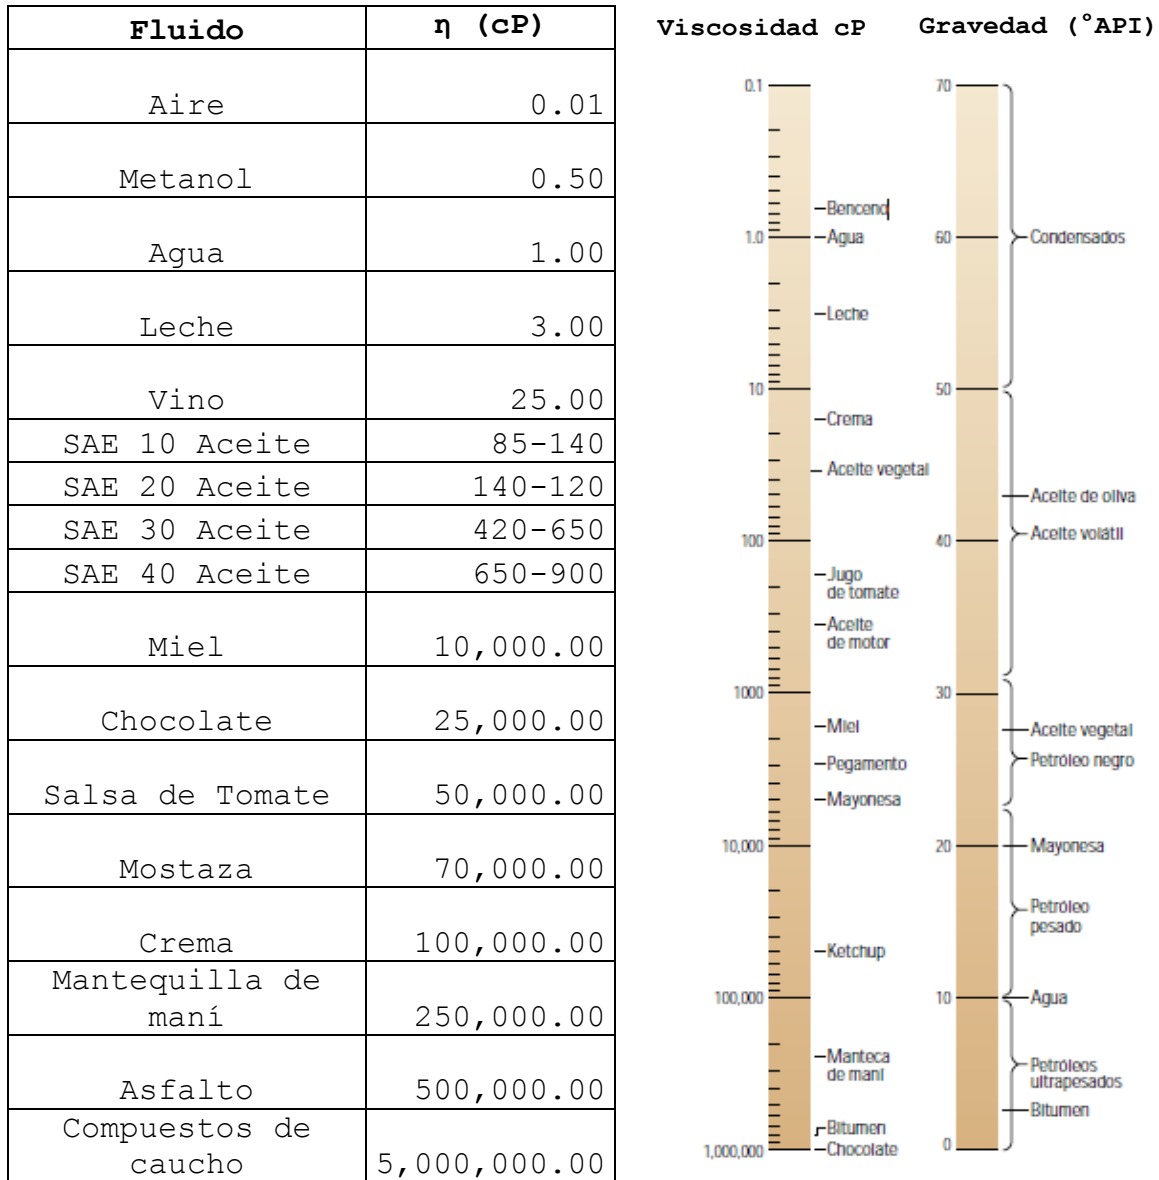 Fluido η (cP)
Aire 0.01
Metanol 0.50
Agua 1.00
Leche 3.00
Vino 25.00
SAE 10 Aceite 85-140
SAE 20 Aceite 140-120
SAE 30 Aceite 420-650
SAE 40 Aceite 650-900
Miel 10,000.00
Chocolate 25,000.00
Salsa de Tomate 50,000.00
Mostaza 70,000.00
Crema 100,000.00
Mantequilla de
maní 250,000.00
Asfalto 500,000.00
Compuestos de
caucho 5,000,000.00
Viscosidad cP
0.1
Benceno
1.0 Agua
Leche
10
Crema
Aceite vegetal
100
Jugo
de tomate
Aceite
de motor
1000
Miel
Pegamento
Mayonesa
10,000
Ketchup
100,000
Manteca
de maní
Bitumen
1,000,000 Chocolate
Gravedad (°API)
70
60 Condensados
50
Aceite de oliva
Aceite volátil
40
30
Aceite vegetal
Petróleo negro
20 Mayonesa
Petróleo
pesado
10 Agua
Petróleos
ultrapesados
Bitumen
0